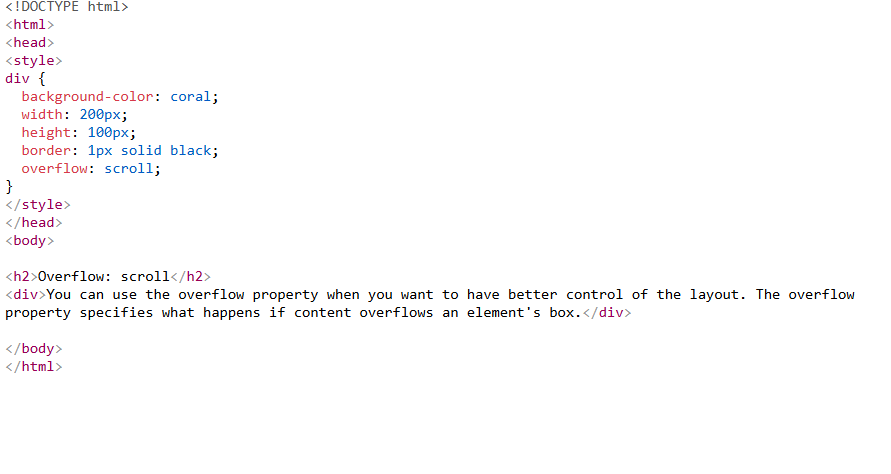 <!DOCTYPE html>
<html>
<head>
<style>
div {
  background-color: coral;
  width: 200px;
  height: 100px;
  border: 1px solid black;
  overflow: scroll;
}
</style>
</head>
<body>

<h2>Overflow: scroll</h2>
<div>You can use the overflow property when you want to have better control of the layout. The overflow
property specifies what happens if content overflows an element's box.</div>

</body>
</html>